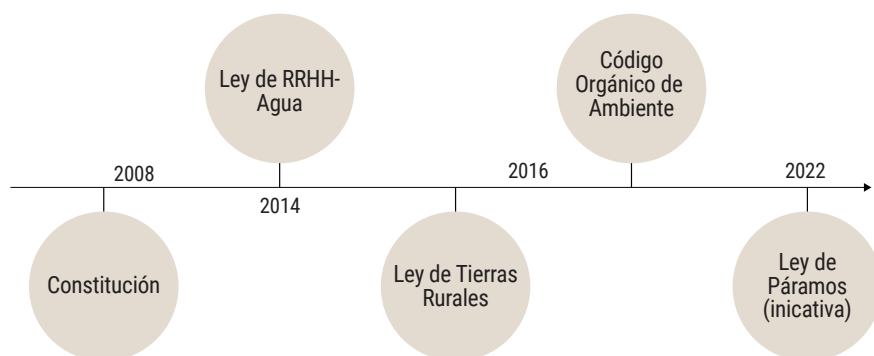 Ley de RRHH-
Agua
Código
Orgánico de
Ambiente
2008
2014
2016
2022
Constitución
Ley de Tierras
Rurales
Ley de
Páramos
(inicativa)